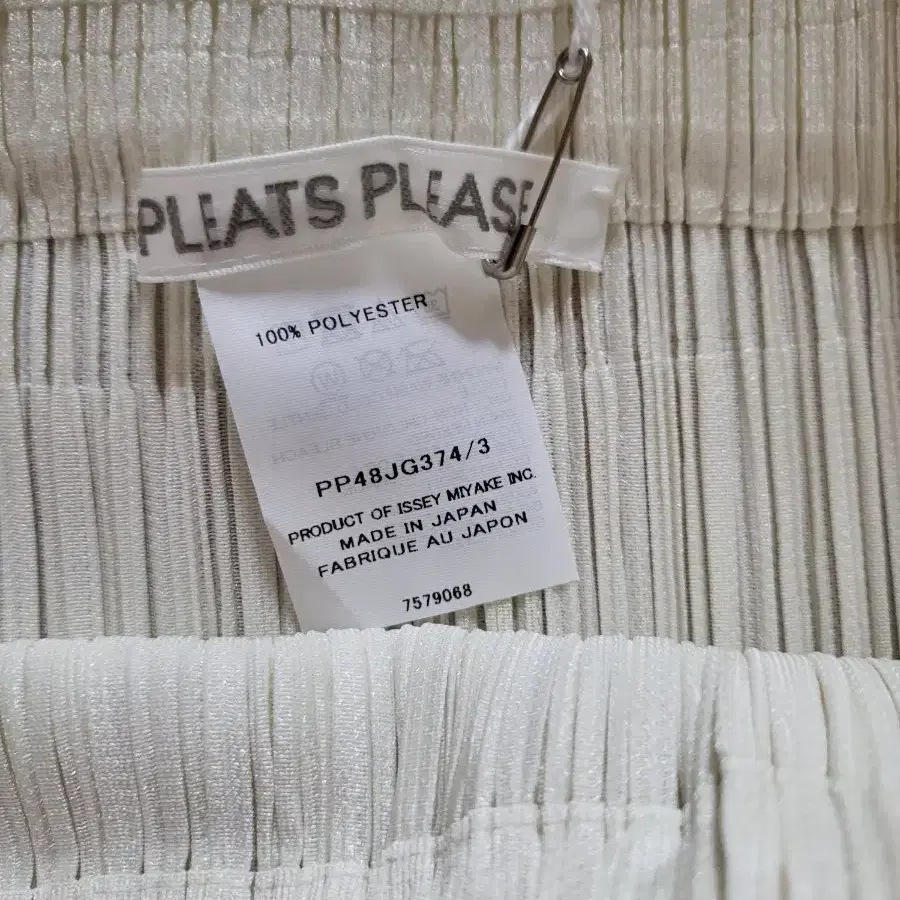 PLEATS PLEASE
100% POLYESTER
PP48JG374/3
PRODUCT OF ISSEY MIYAKE INC.
MADE IN JAPAN
FABRIQUE AU JAPON
7579068